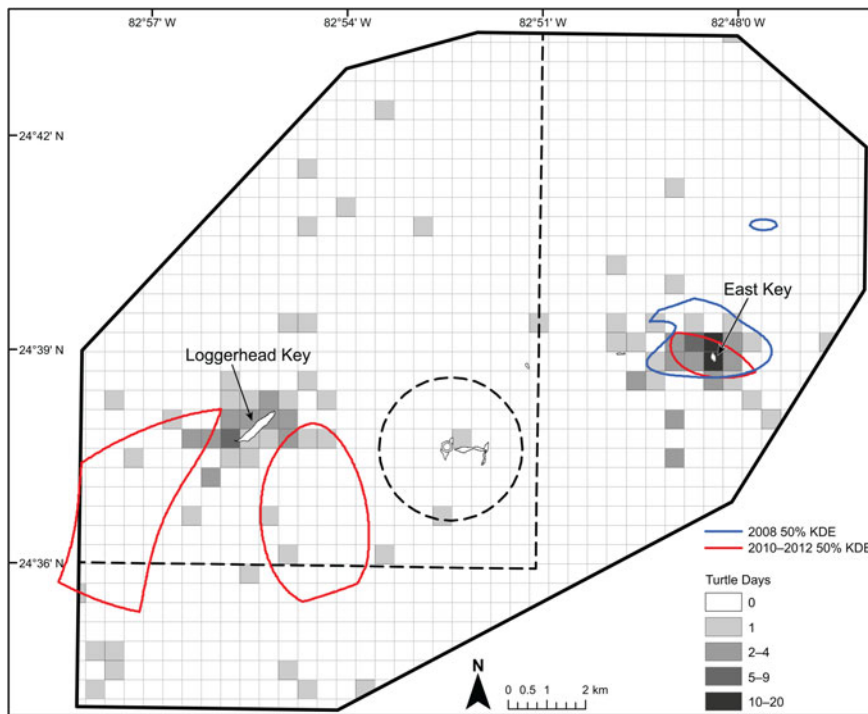 82°57' W
82°54' W
82°51' W
82°48'0 W
24°42' N
24°39' N
24°36' N
East Key
Loggerhead Key
2008 50% KDE
2010–2012 50% KDE
Turtle Days
0
1
2–4
5–9
10–20
N
0 0.5 1 2 km